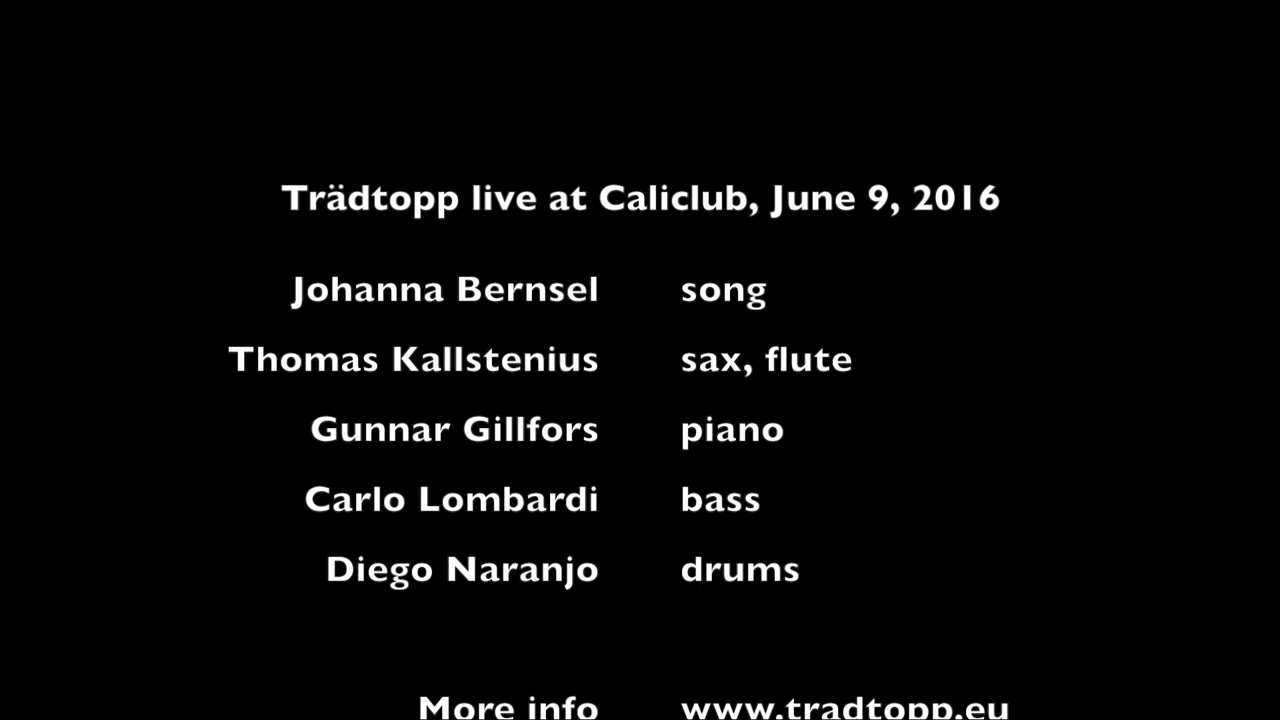 Trädtopp live at Caliclub, June 9, 2016
Johanna Bernsel song
Thomas Kallstenius sax, flute
Gunnar Gillfors piano
Carlo Lombardi bass
Diego Naranjo drums
More info www.tradtopp.eu